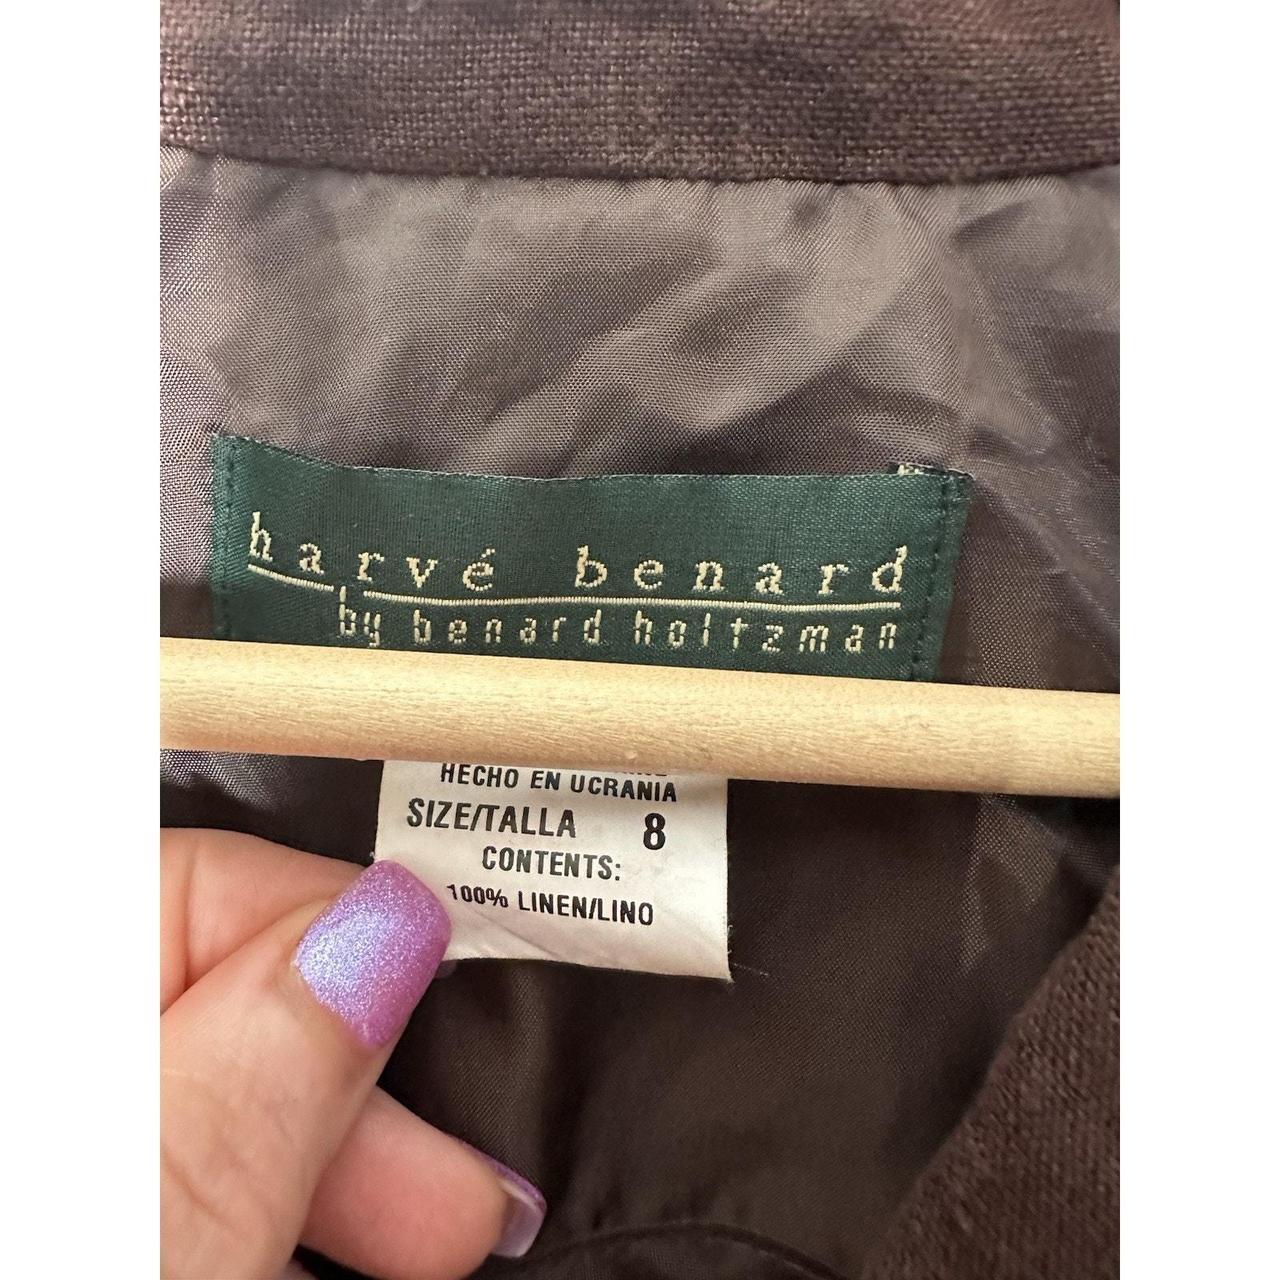 harvé benard
by benard holtzman
HECHO EN UCRANIA
SIZE/TALLA 8
CONTENTS:
100% LINEN/LINO